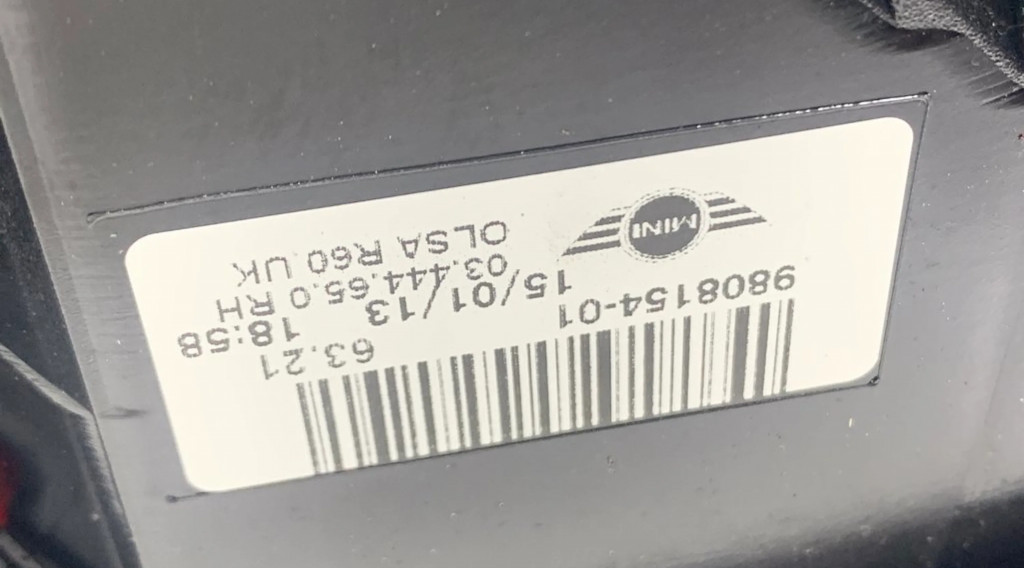 63.21
9808154-01
15/01/13 18:58
03.444.65.0 RH
OLSA R60 UK
MINI